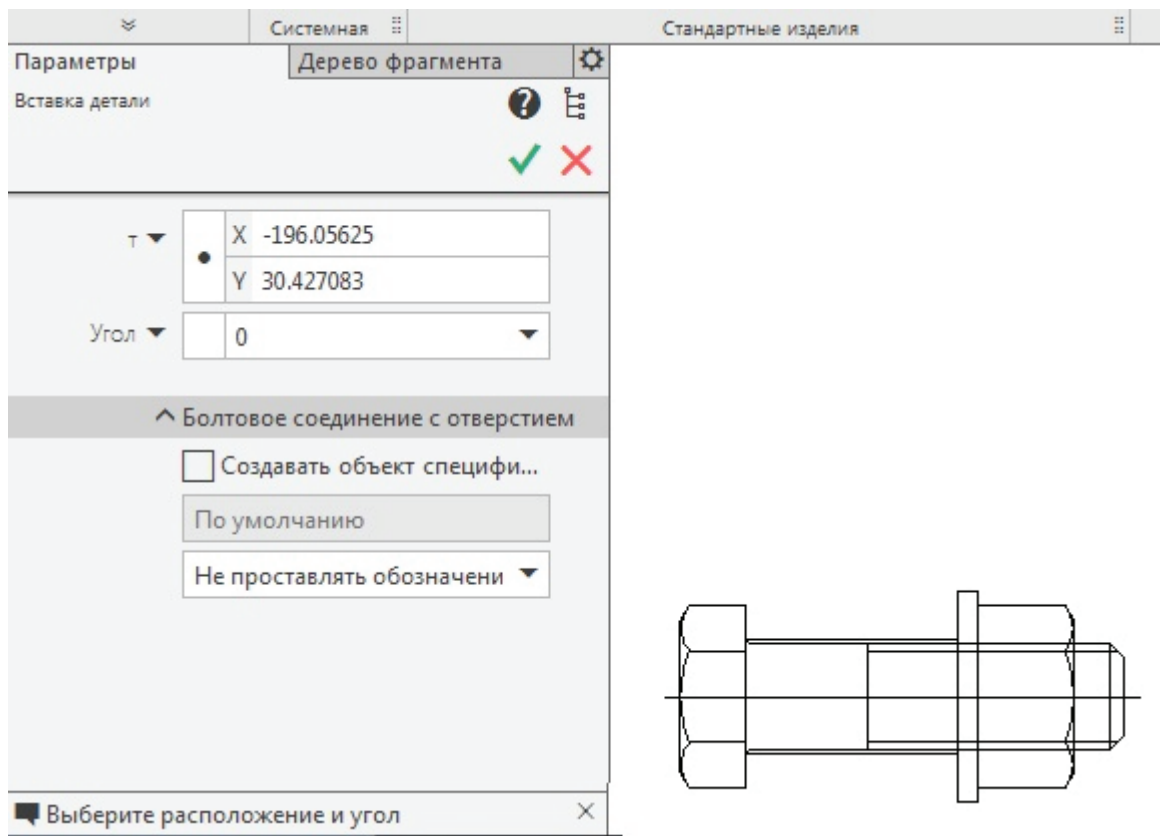 Системная
Стандартные изделия
Параметры
Дерево фрагмента
Вставка детали
т
X -196.05625
Y 30.427083
Угол
0
Болтовое соединение с отверстием
Создавать объект специфи...
По умолчанию
Не проставлять обозначени
Выберите расположение и угол